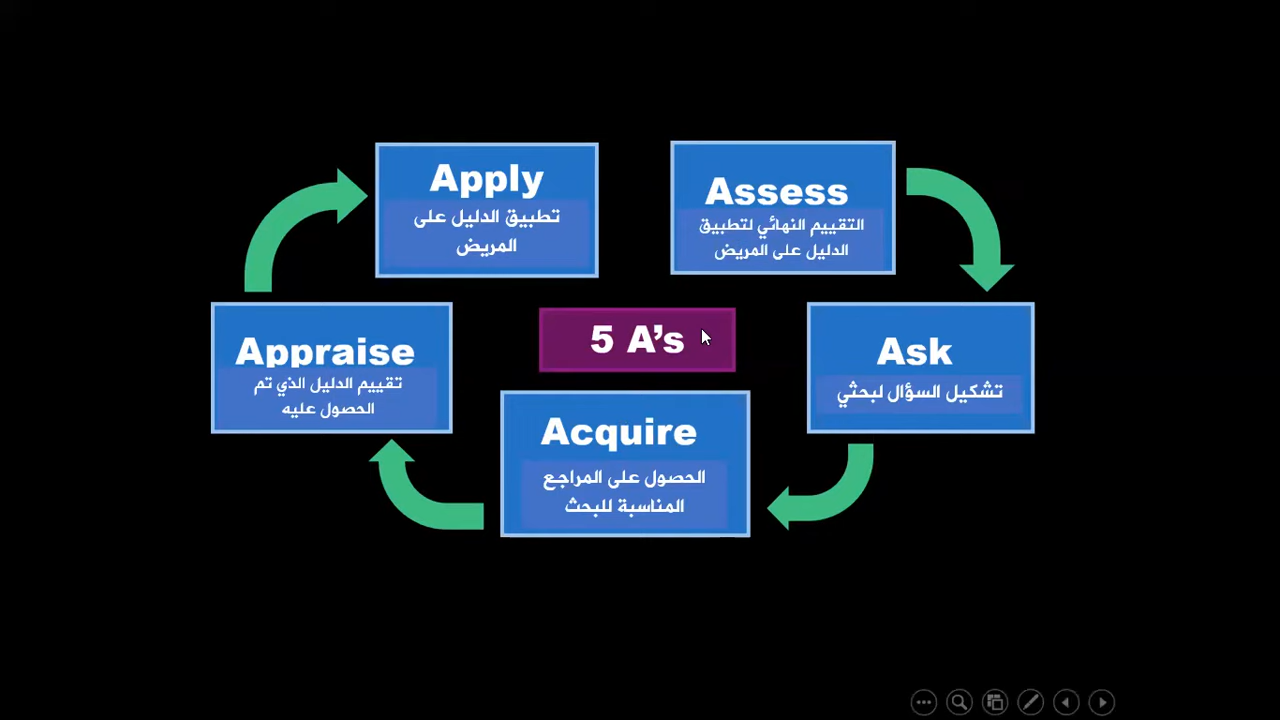 Apply
تطبيق الدليل على
المريض
Assess
التقييم النهائي لتطبيق
الدليل على المريض
Appraise
تقييم الدليل الذي تم
الحصول عليه
5 A’s
Ask
تشكيل السؤال لبحثي
Acquire
الحصول على المراجع
المناسبة للبحث